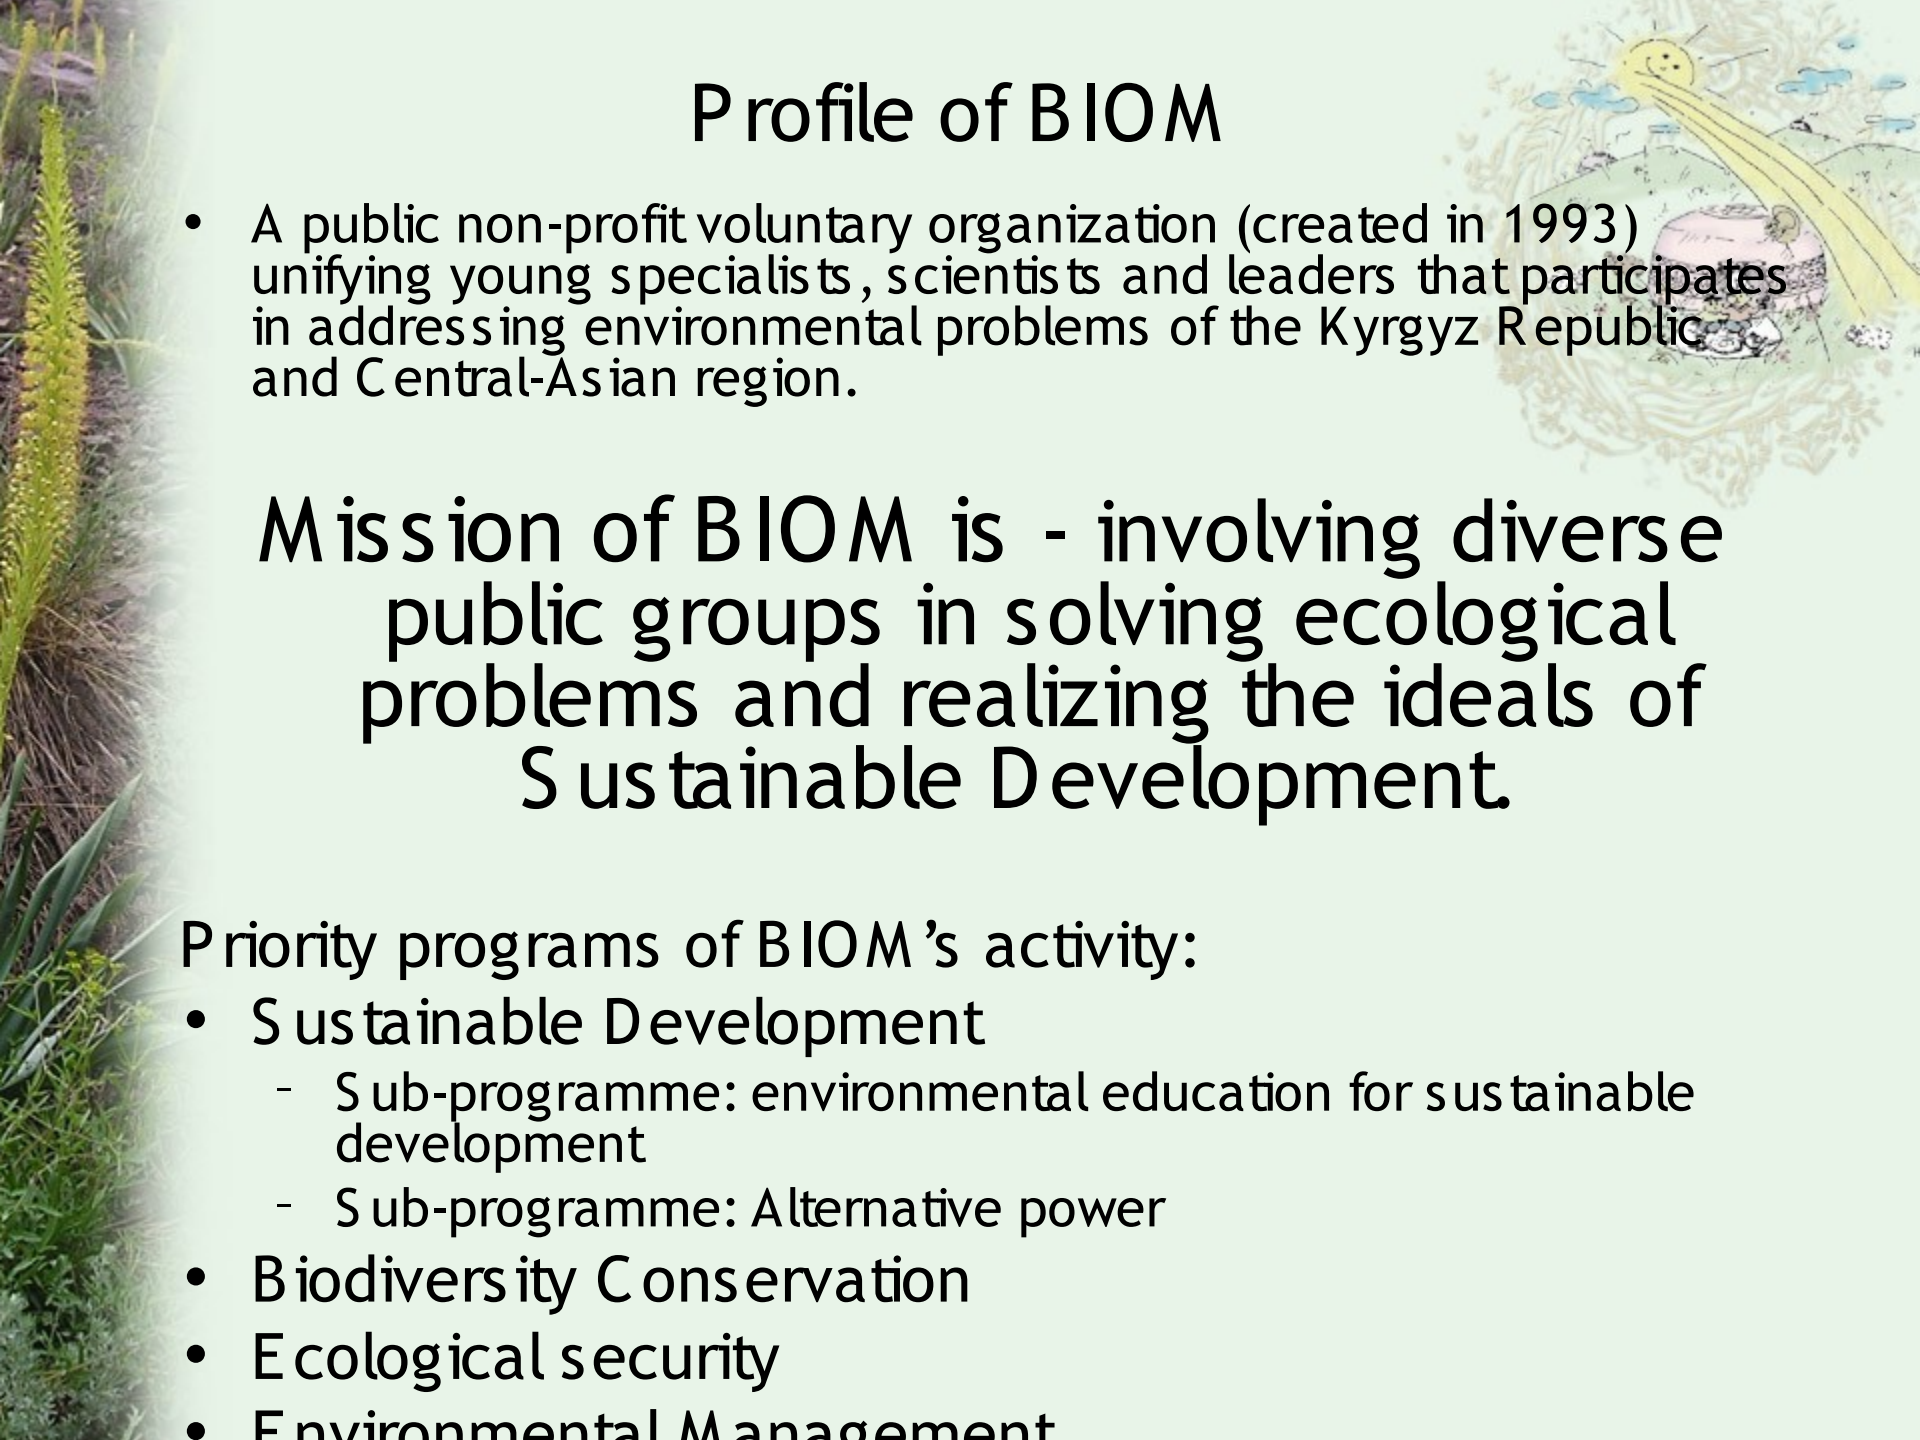 Profile of BIOM
• A public non-profit voluntary organization (created in 1993)
unifying young specialists, scientists and leaders that participates
in addressing environmental problems of the Kyrgyz Republic
and Central-Asian region.
Mission of BIOM is - involving diverse
public groups in solving ecological
problems and realizing the ideals of
Sustainable Development.
Priority programs of BIOM’s activity:
• Sustainable Development
– Sub-programme: environmental education for sustainable
development
– Sub-programme: Alternative power
• Biodiversity Conservation
• Ecological security
• Environmental Management